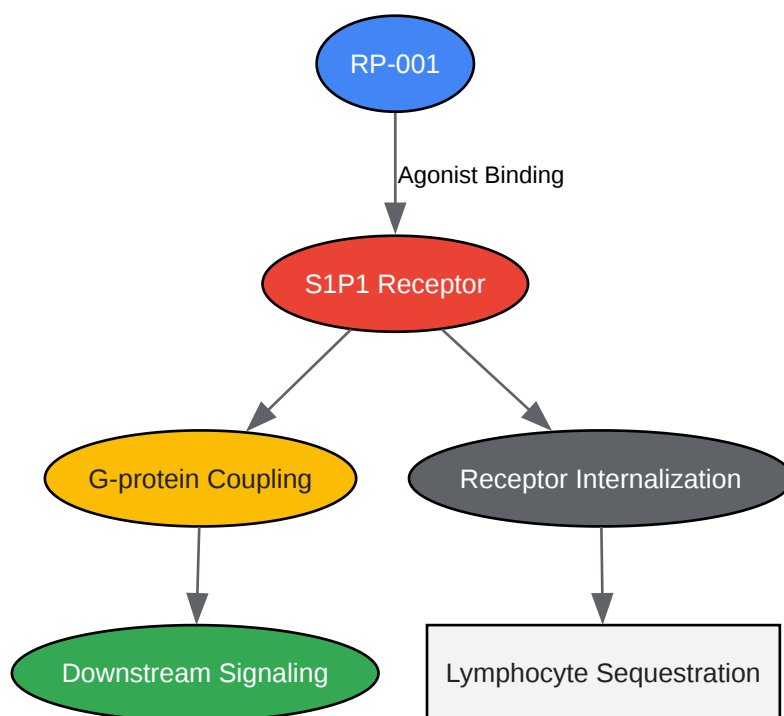 RP-001
Agonist Binding
S1P1 Receptor
G-protein Coupling
Receptor Internalization
Downstream Signaling
Lymphocyte Sequestration